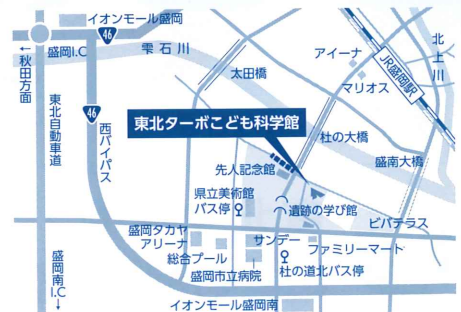 イオンモール盛岡
46
盛岡I.C
←秋田方面
雫石川
北上川
アイーナ
マリオス
JR盛岡駅
太田橋
東北自動車道
46
西バイパス
東北ターボこども科学館
杜の大橋
盛南大橋
先人記念館
県立美術館
バス停
遺跡の学び館
ビバテラス
盛岡タカヤ
アリーナ
総合プール
サンデー
ファミリーマート
盛岡市立病院
杜の道北バス停
盛岡南I.C→
イオンモール盛岡南